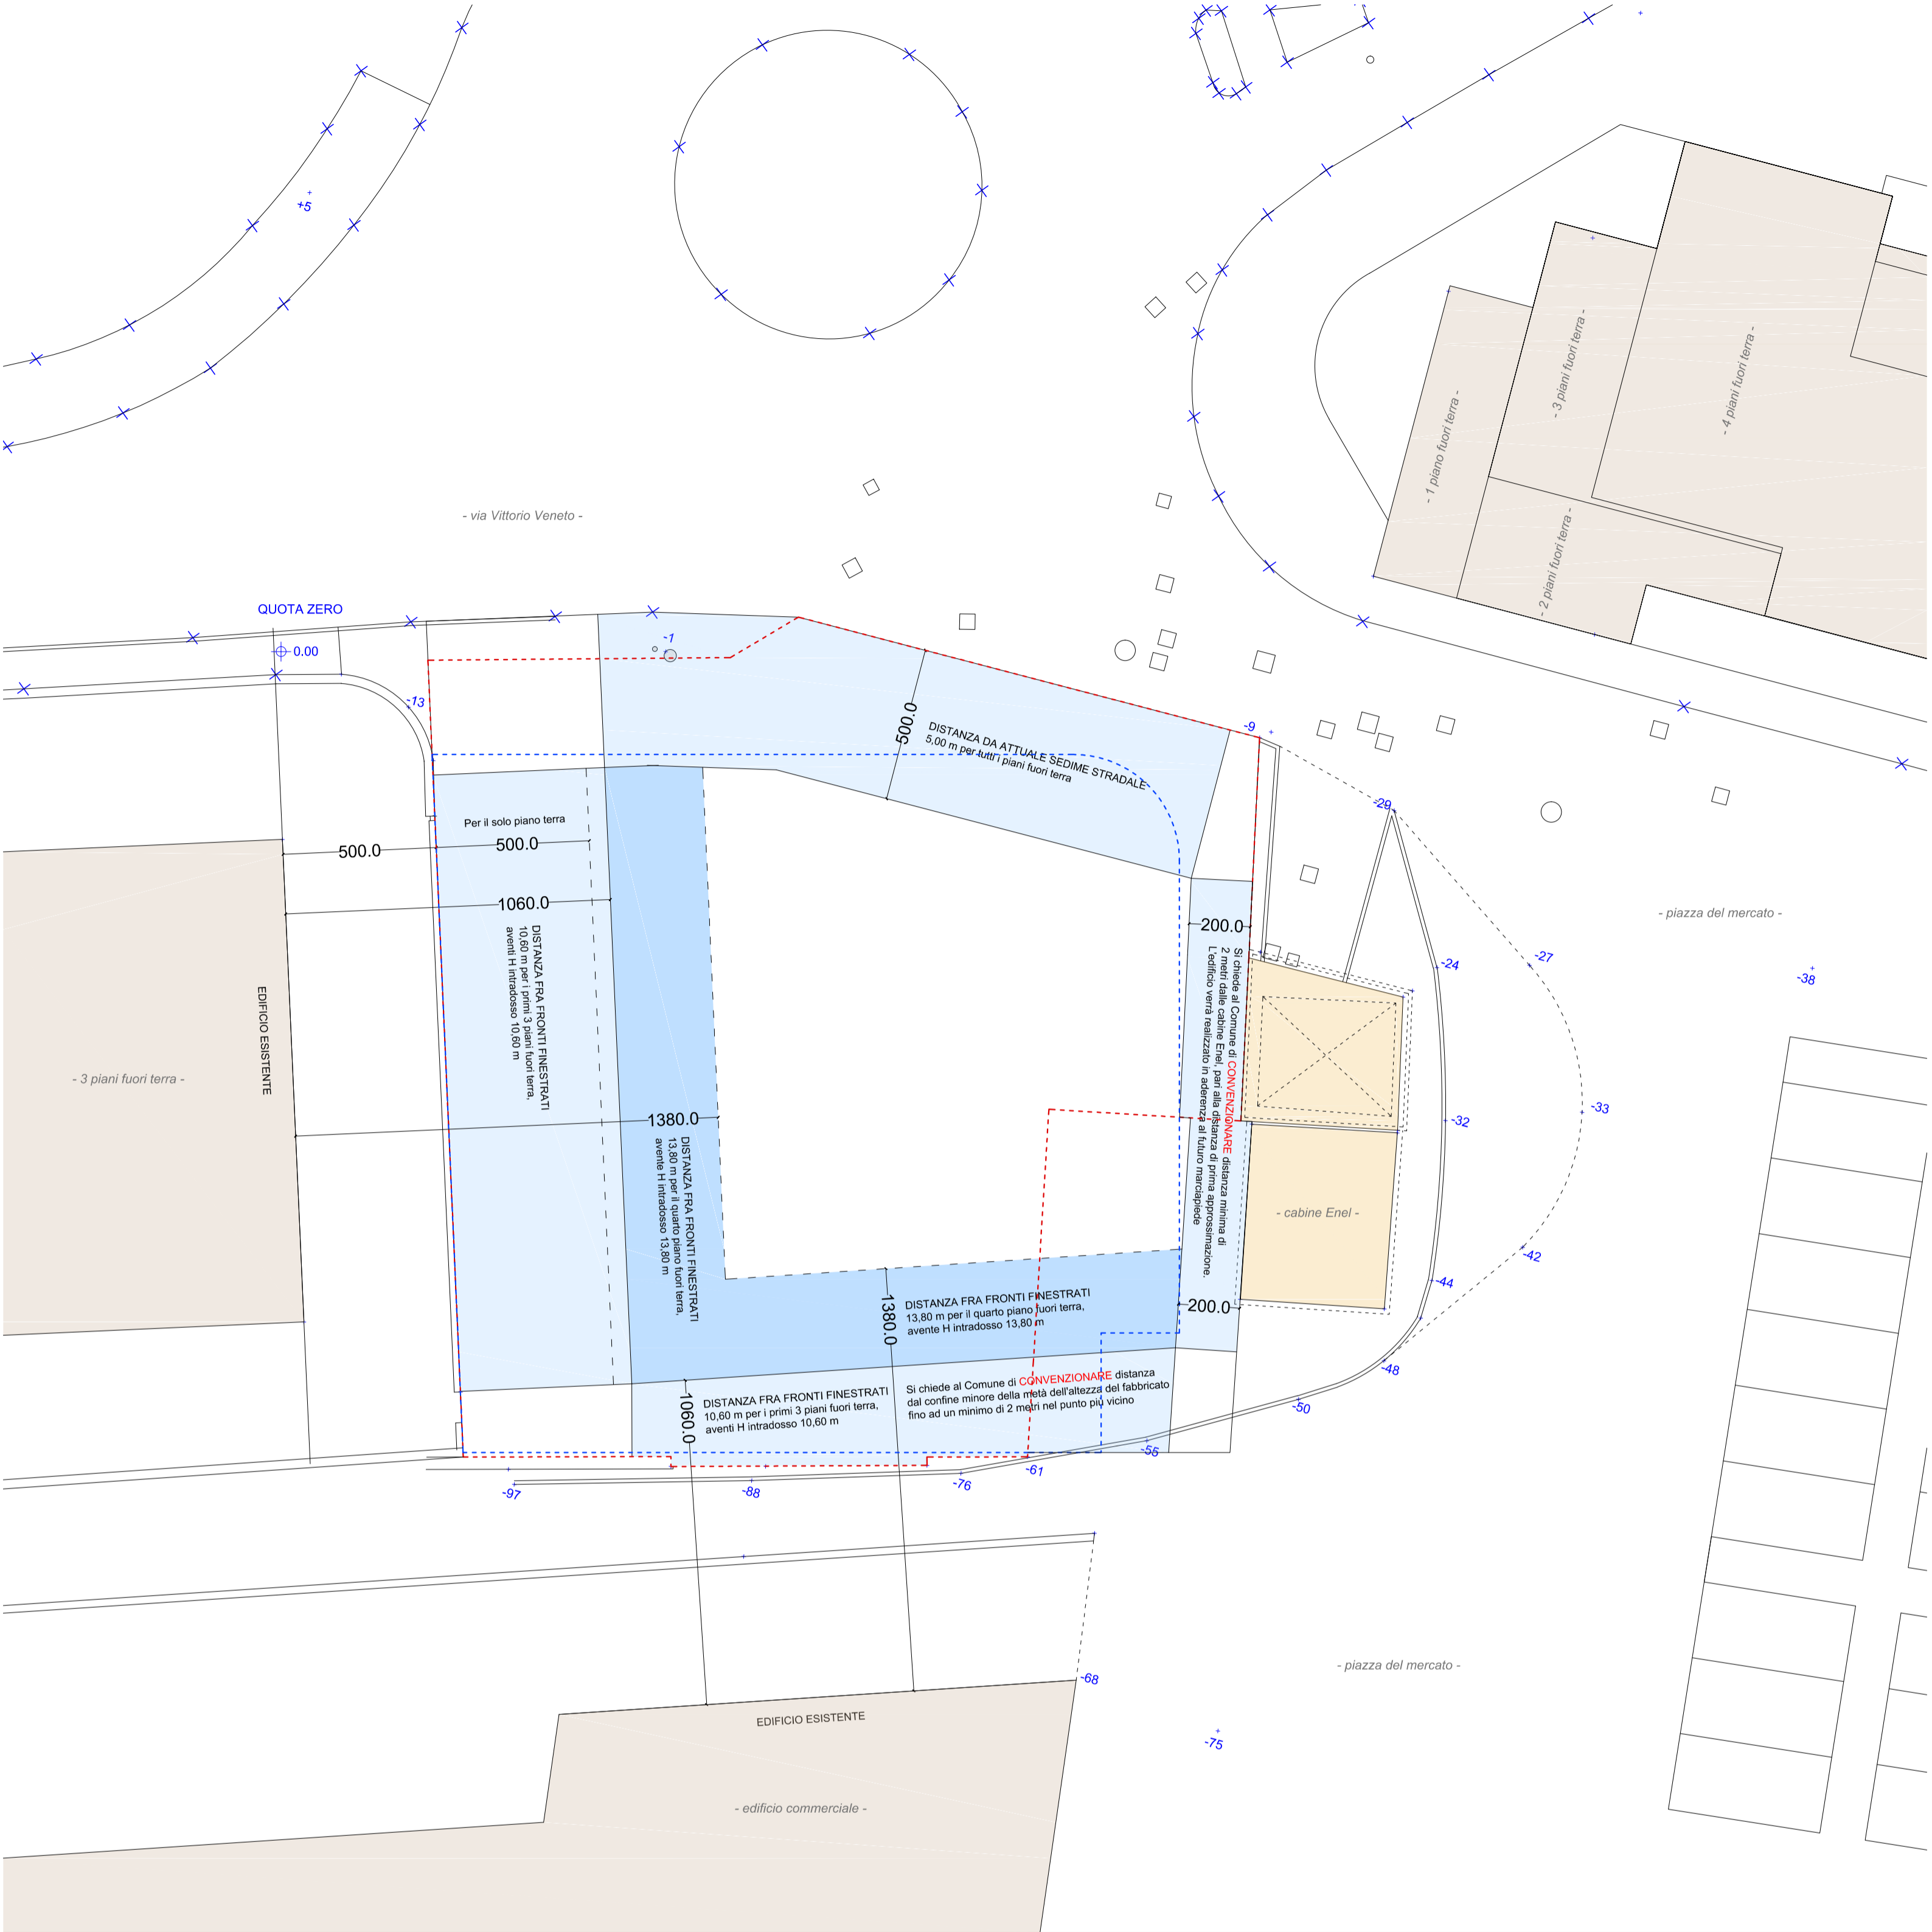 +5
- via Vittorio Veneto -
- 1 piano fuori terra -
- 3 piani fuori terra -
- 4 piani fuori terra -
- 2 piani fuori terra -
QUOTA ZERO
0.00
-1
-13
-9
500.0
DISTANZA DA ATTUALE SEDIME STRADALE
5,00 m per tutti i piani fuori terra
-29
Per il solo piano terra
500.0
500.0
1060.0
DISTANZA FRA FRONTI FINESTRATI
10,60 m per i primi 3 piani fuori terra,
aventi H intradosso 10,60 m
200.0
Si chiede al Comune di CONVENZIONARE distanza minima di
2 metri dalle cabine Enel, pari alla distanza di prima approssimazione.
L'edificio verrà realizzato in aderenza al futuro marciapiede
- piazza del mercato -
-24
-27
-38
EDIFICIO ESISTENTE
- 3 piani fuori terra -
1380.0
DISTANZA FRA FRONTI FINESTRATI
13,80 m per il quarto piano fuori terra,
avente H intradosso 13,80 m
-33
-32
- cabine Enel -
-42
-44
200.0
1380.0
DISTANZA FRA FRONTI FINESTRATI
13,80 m per il quarto piano fuori terra,
avente H intradosso 13,80 m
-48
1060.0
DISTANZA FRA FRONTI FINESTRATI
10,60 m per i primi 3 piani fuori terra,
aventi H intradosso 10,60 m
Si chiede al Comune di CONVENZIONARE distanza
dal confine minore della metà dell'altezza del fabbricato
fino ad un minimo di 2 metri nel punto più vicino
-50
-55
-61
-76
-88
-97
-68
- piazza del mercato -
EDIFICIO ESISTENTE
-75
- edificio commerciale -